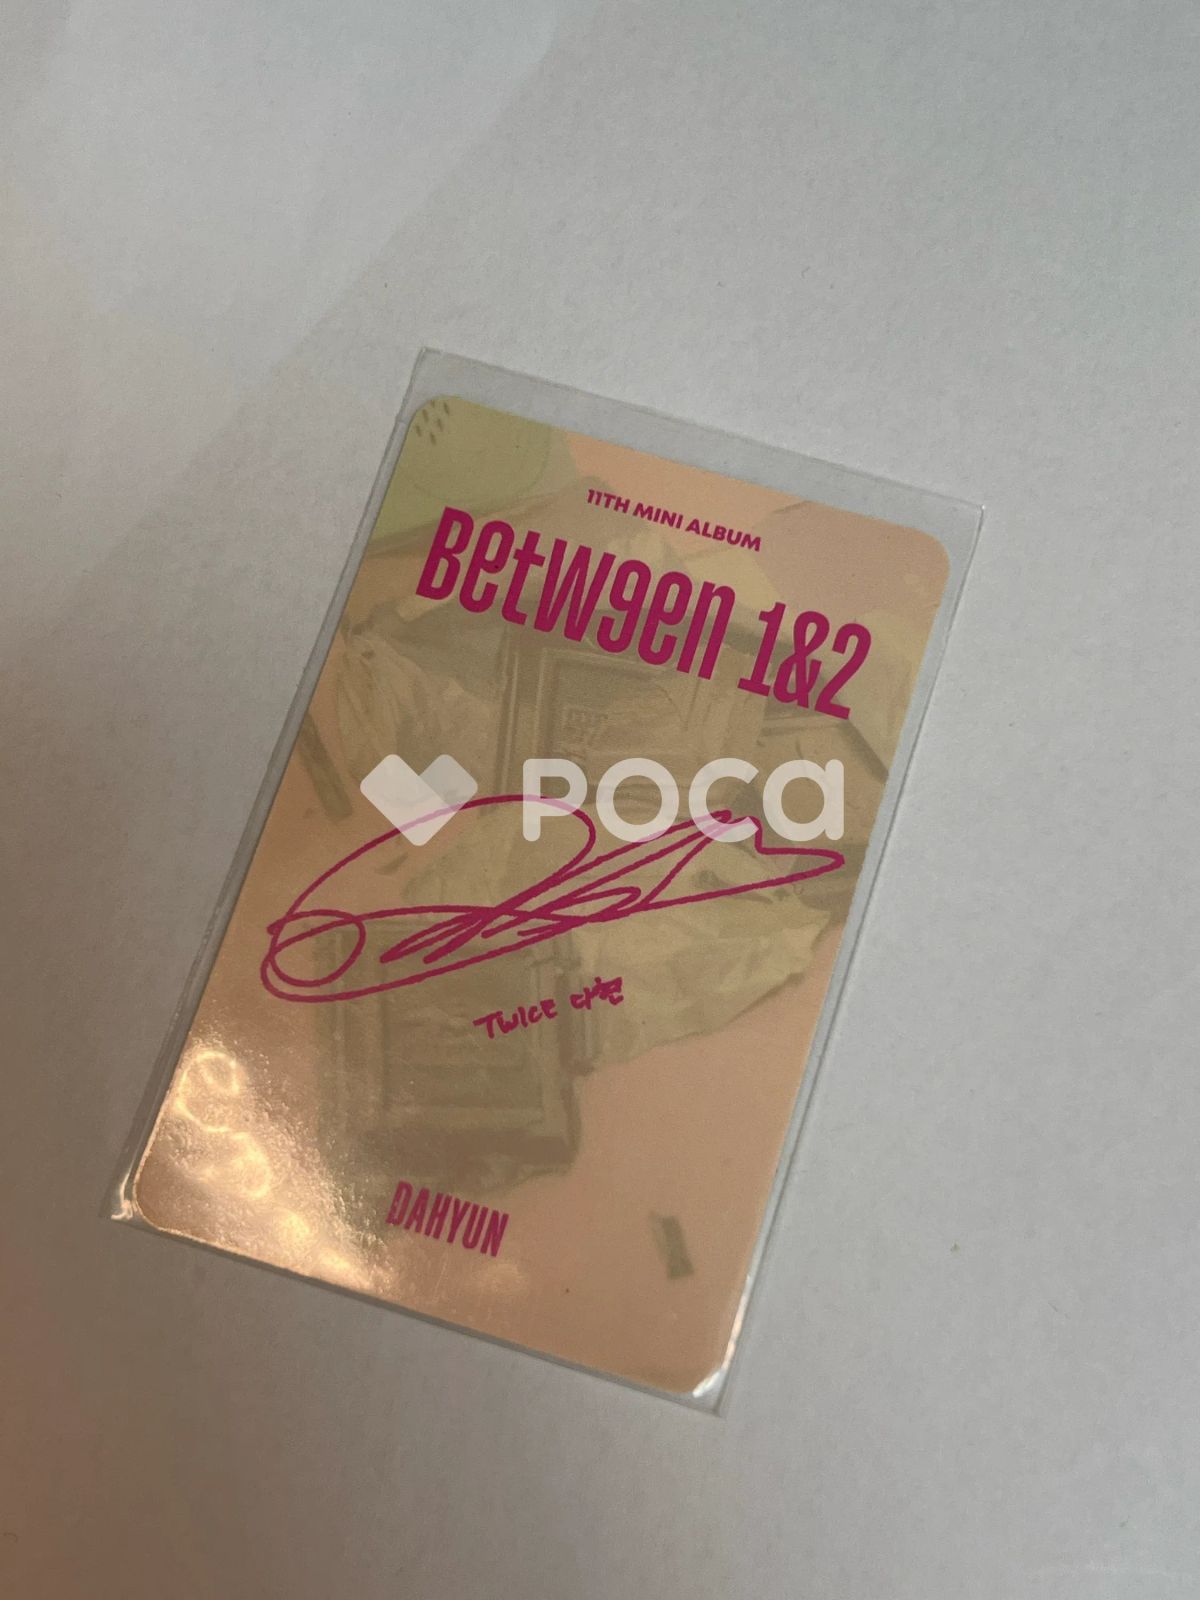 11TH MINI ALBUM
BETW9EN 1&2
POCA
TWICE 다현
DAHYUN